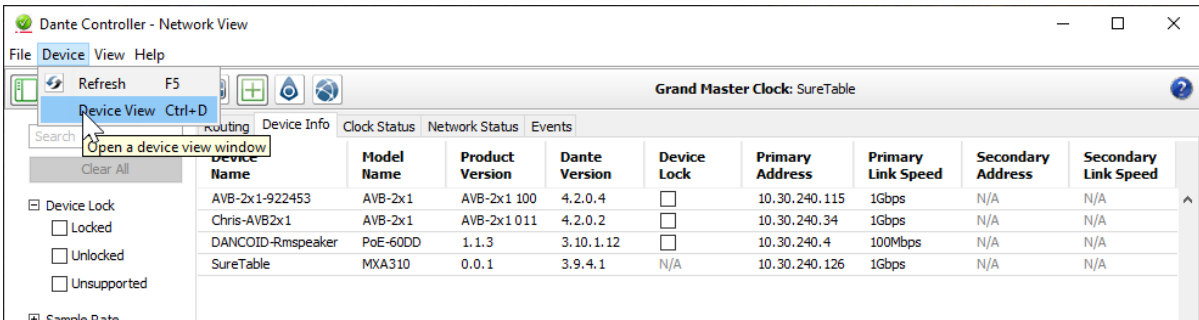 Dante Controller - Network View
File Device View Help
Refresh F5
Grand Master Clock: SureTable
Device View Ctrl+D
Search
Routing Device Info Clock Status Network Status Events
Open a device view window
Clear All
Device Name Model Name Product Version Dante Version Device Lock Primary Address Primary Link Speed Secondary Address Secondary Link Speed
AVB-2x1-922453 AVB-2x1 AVB-2x1 100 4.2.0.4 10.30.240.115 1Gbps N/A N/A
Device Lock
Chris-AVB2x1 AVB-2x1 AVB-2x1 011 4.2.0.2 10.30.240.34 1Gbps N/A N/A
Locked
DANCOID-Rmspeaker PoE-60DD 1.1.3 3.10.1.12 10.30.240.4 100Mbps N/A N/A
Unlocked
SureTable MXA310 0.0.1 3.9.4.1 N/A 10.30.240.126 1Gbps N/A N/A
Unsupported
Sample Rate